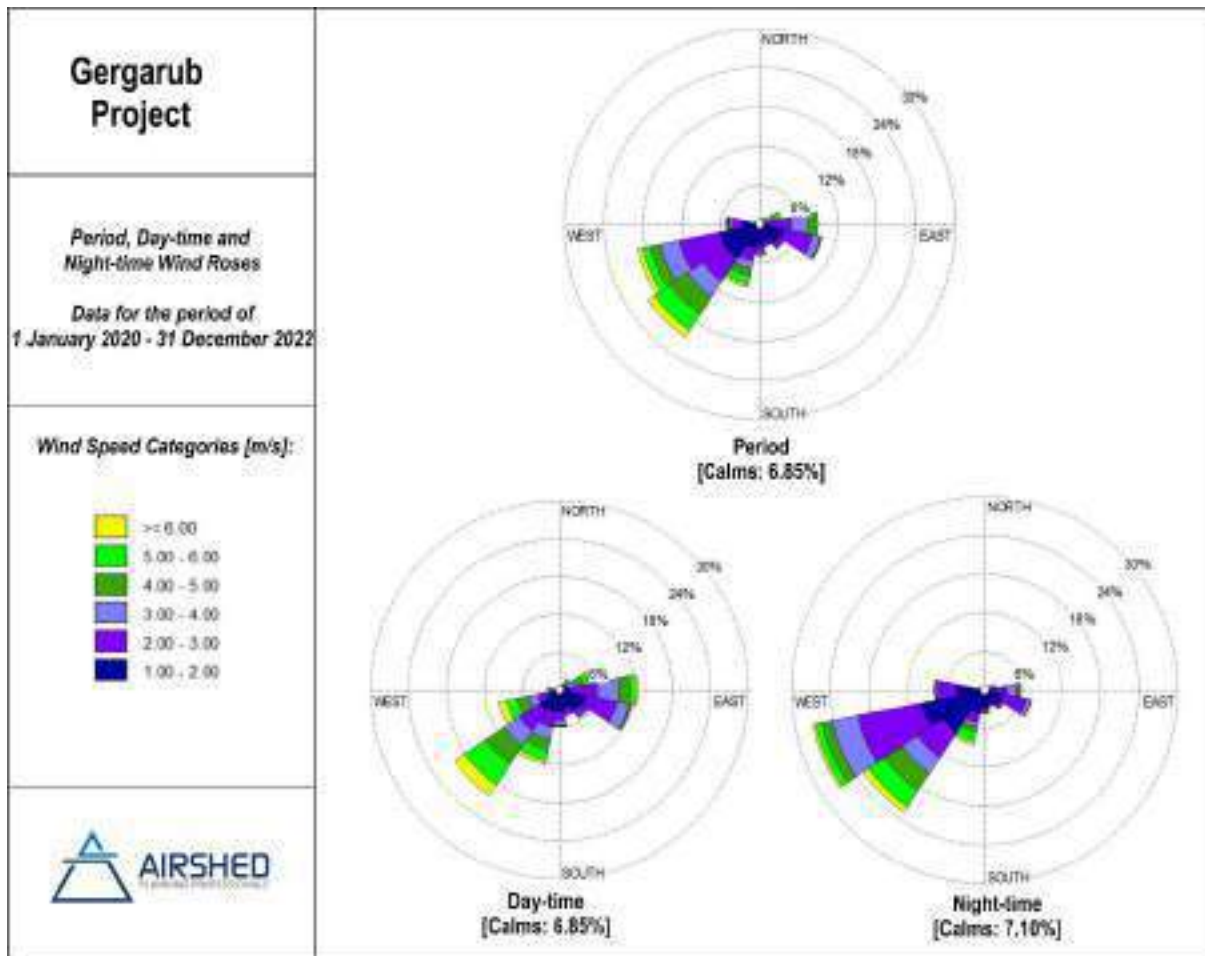 Gergarub
Project
Period, Day-time and
Night-time Wind Roses
Data for the period of
1 January 2020 - 31 December 2022
Wind Speed Categories [m/s]:
>= 6.00
5.00 - 6.00
4.00 - 5.00
3.00 - 4.00
2.00 - 3.00
1.00 - 2.00
AIRSHED
PLANNING PROFESSIONALS
NORTH
30%
24%
18%
12%
6%
WEST
EAST
SOUTH
Period
[Calms: 6.85%]
NORTH
30%
24%
18%
12%
6%
WEST
EAST
SOUTH
Day-time
[Calms: 6.85%]
NORTH
30%
24%
18%
12%
6%
WEST
EAST
SOUTH
Night-time
[Calms: 7.10%]